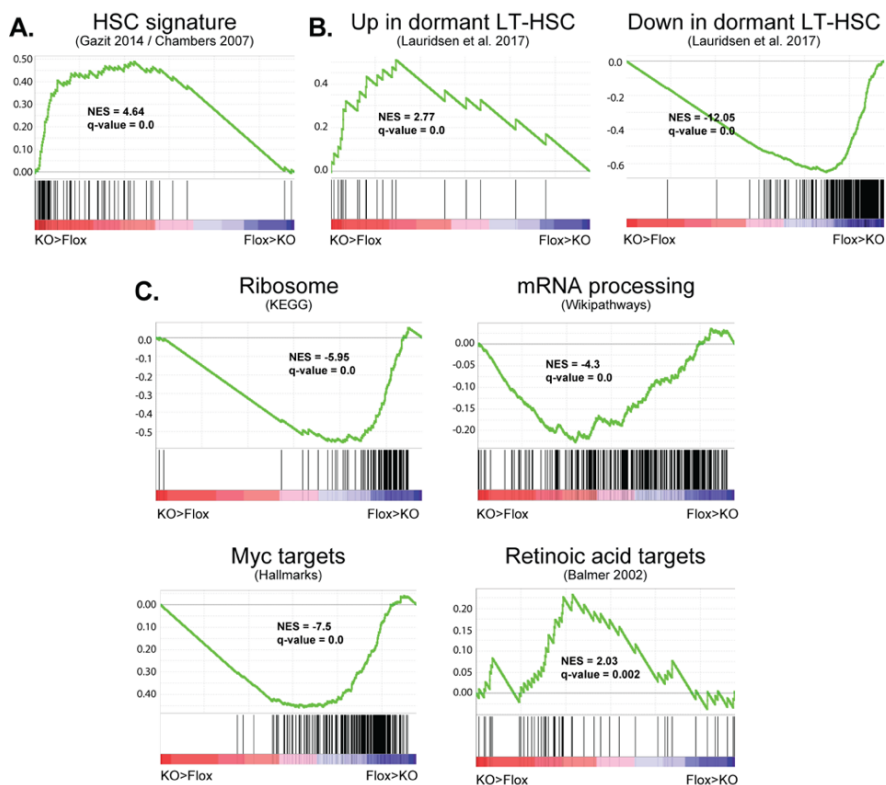 A.
HSC signature
(Gazit 2014 / Chambers 2007)
0.50
0.40
0.30
0.20
0.10
0.00
NES = 4.64
q-value = 0.0
KO>Flox
Flox>KO
B.
Up in dormant LT-HSC
(Lauridsen et al. 2017)
0.4
0.2
0.0
NES = 2.77
q-value = 0.0
KO>Flox
Flox>KO
Down in dormant LT-HSC
(Lauridsen et al. 2017)
0.0
-0.2
-0.4
-0.6
NES = -12.05
q-value = 0.0
KO>Flox
Flox>KO
C.
Ribosome
(KEGG)
0.0
-0.1
-0.2
-0.3
-0.4
-0.5
NES = -5.95
q-value = 0.0
KO>Flox
Flox>KO
mRNA processing
(Wikipathways)
0.00
-0.05
-0.10
-0.15
-0.20
NES = -4.3
q-value = 0.0
KO>Flox
Flox>KO
Myc targets
(Hallmarks)
0.00
0.10
0.20
0.30
0.40
NES = -7.5
q-value = 0.0
KO>Flox
Flox>KO
Retinoic acid targets
(Balmer 2002)
0.20
0.15
0.10
0.05
0.00
NES = 2.03
q-value = 0.002
KO>Flox
Flox>KO